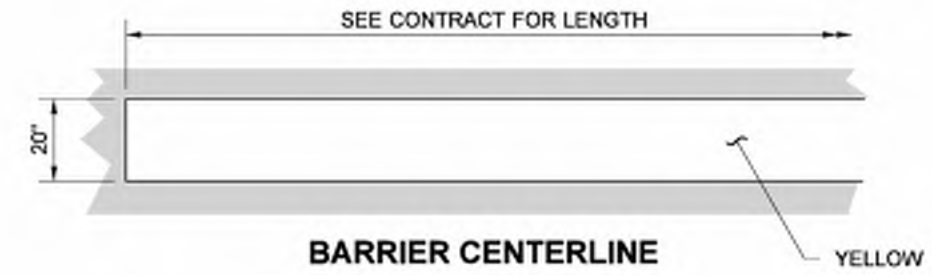 SEE CONTRACT FOR LENGTH
20"
BARRIER CENTERLINE
YELLOW